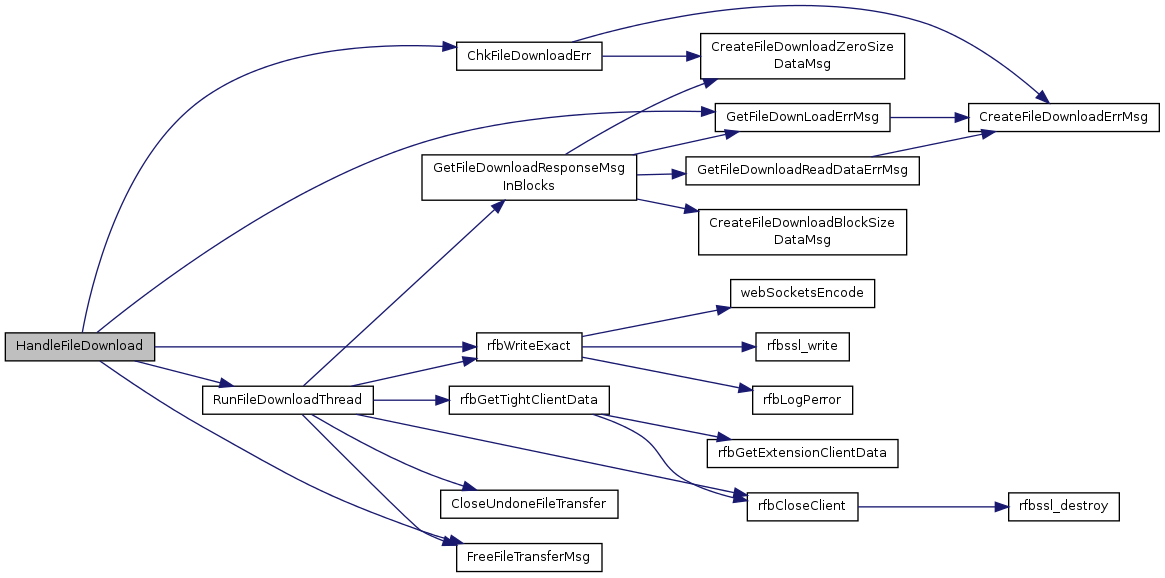 ChkFileDownloadErr
CreateFileDownloadZeroSize
DataMsg
GetFileDownLoadErrMsg
CreateFileDownloadErrMsg
GetFileDownloadResponseMsg
InBlocks
GetFileDownloadReadDataErrMsg
CreateFileDownloadBlockSize
DataMsg
webSocketsEncode
HandleFileDownload
rfbWriteExact
rfbssl_write
RunFileDownloadThread
rfbGetTightClientData
rfbLogPerror
rfbGetExtensionClientData
CloseUndoneFileTransfer
rfbCloseClient
rfbssl_destroy
FreeFileTransferMsg